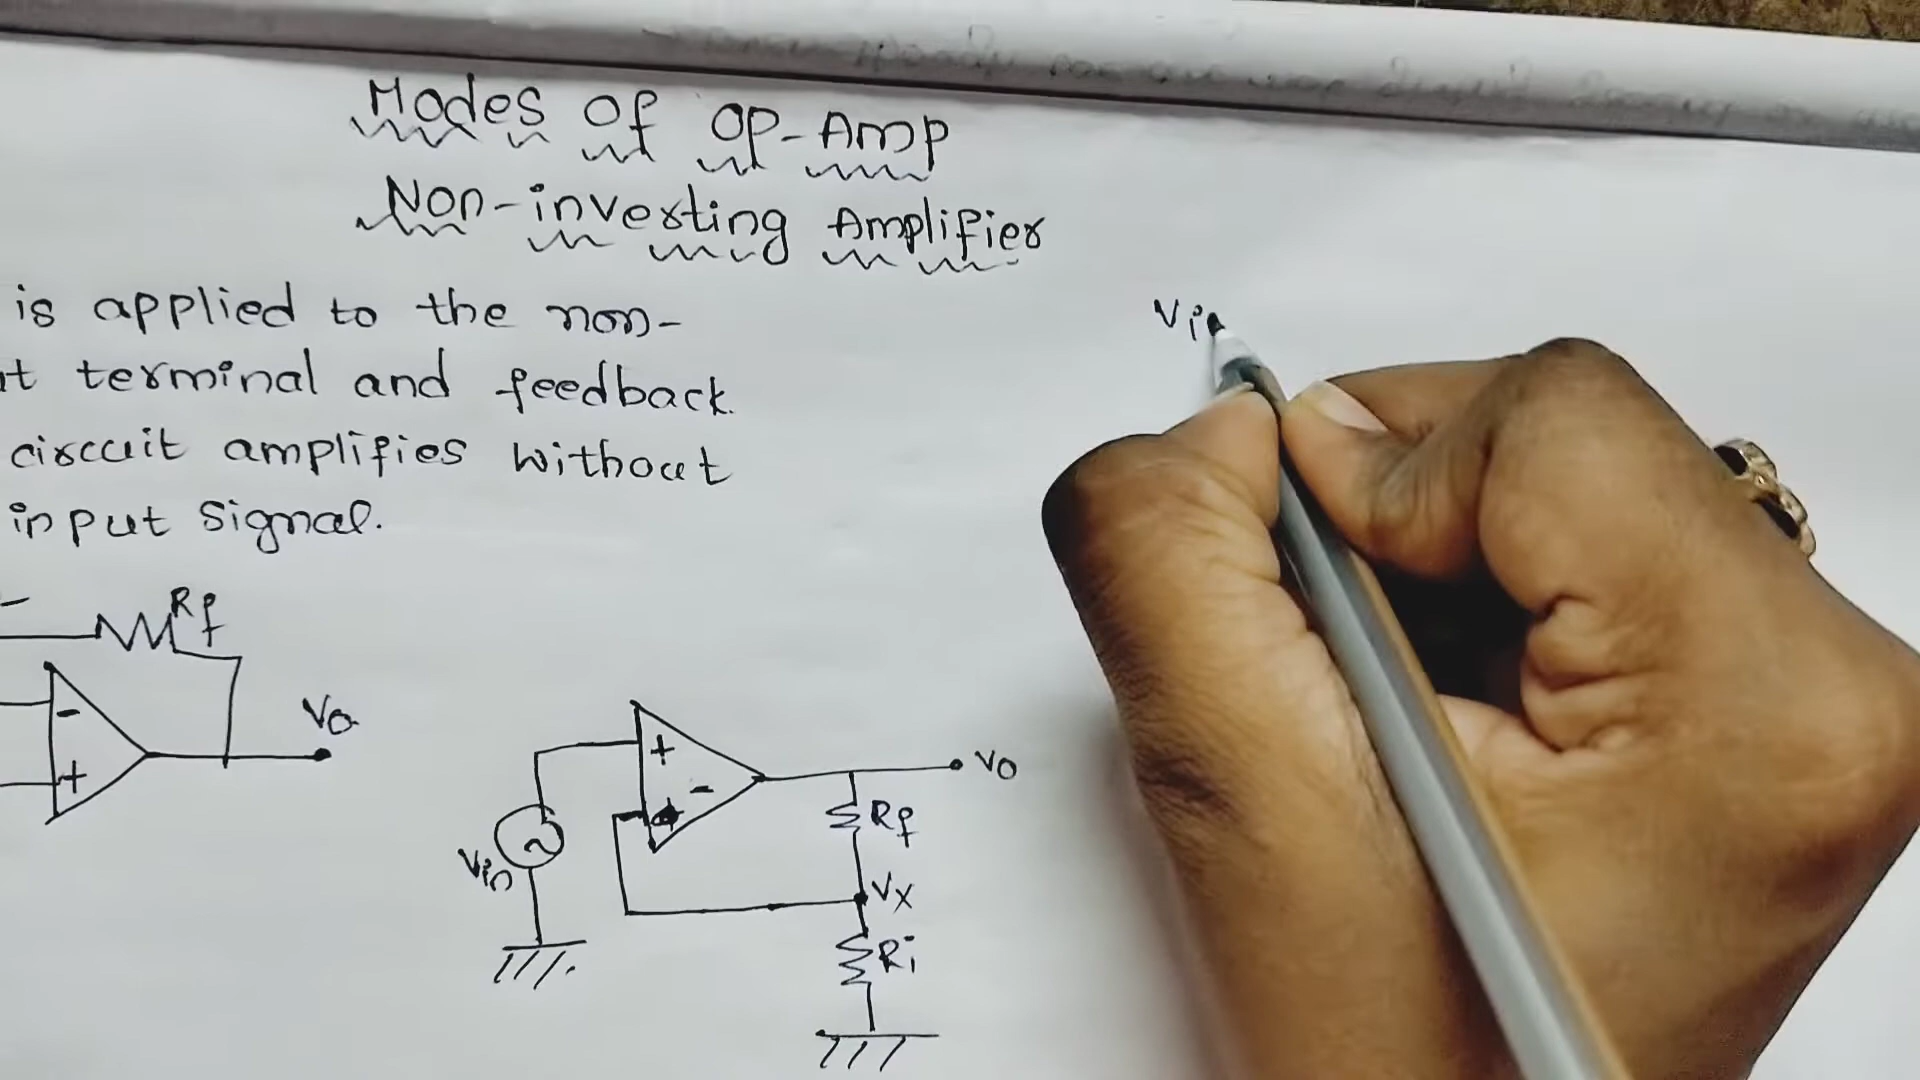 Modes of OP-Amp
Non-inverting Amplifier
is applied to the non-
terminal and feedback.
circuit amplifies without
input signal.
Rf
-
+
Vo
+
-
Vo
Rf
Vin
Vx
Ri
Vi